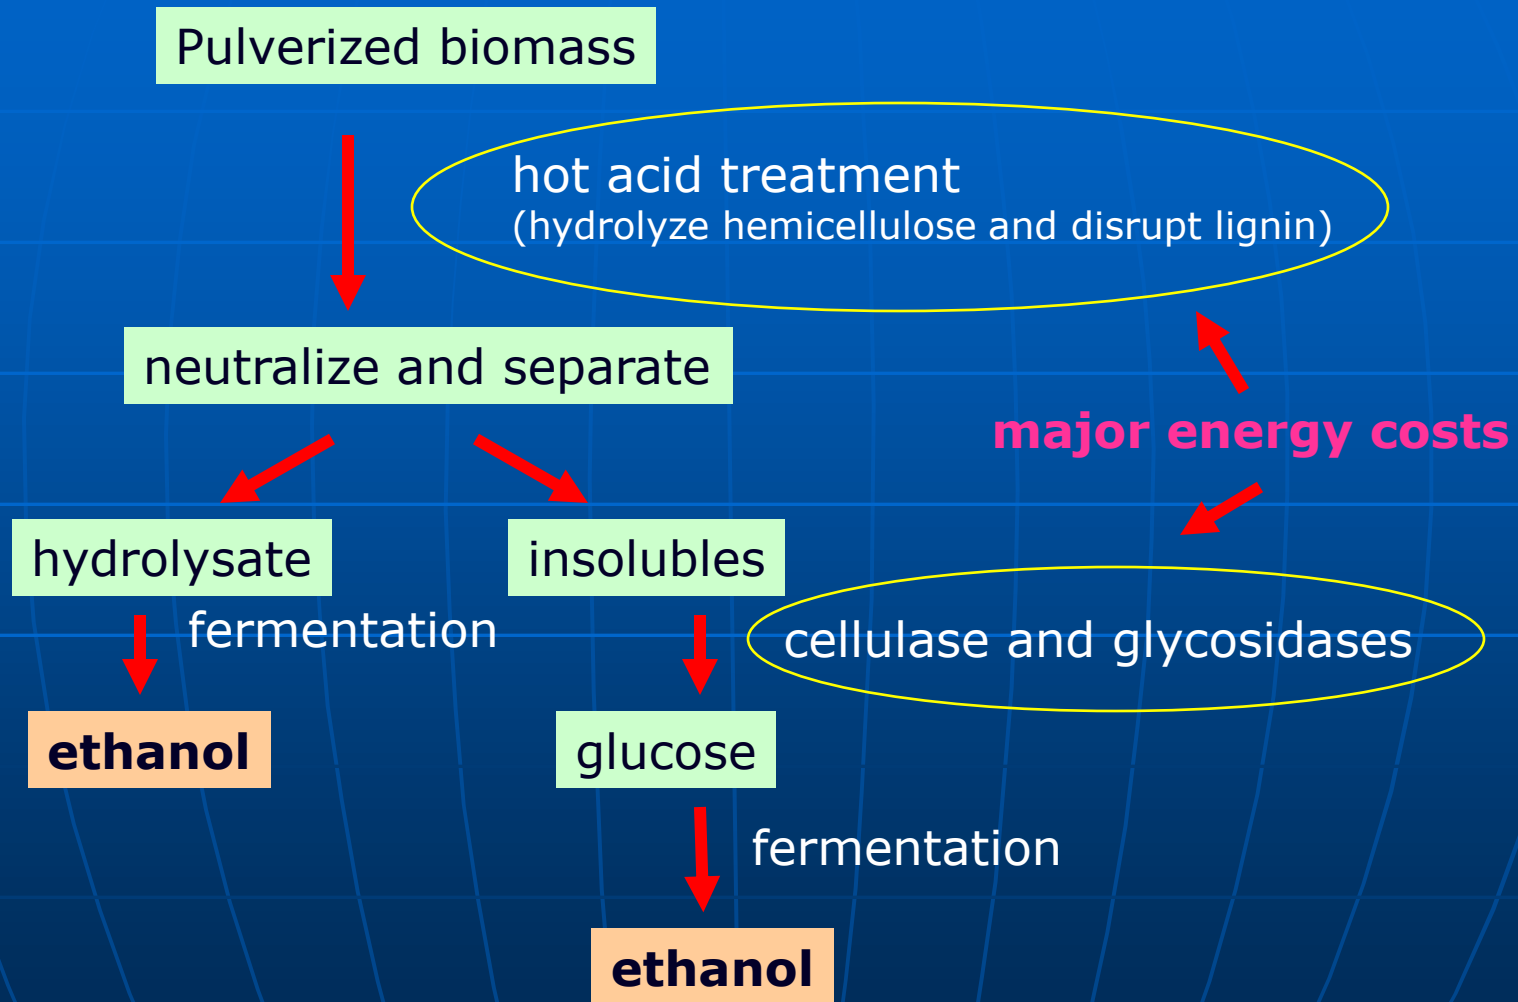 Pulverized biomass
hot acid treatment
(hydrolyze hemicellulose and disrupt lignin)
neutralize and separate
major energy costs
hydrolysate
insolubles
fermentation
cellulase and glycosidases
ethanol
glucose
fermentation
ethanol